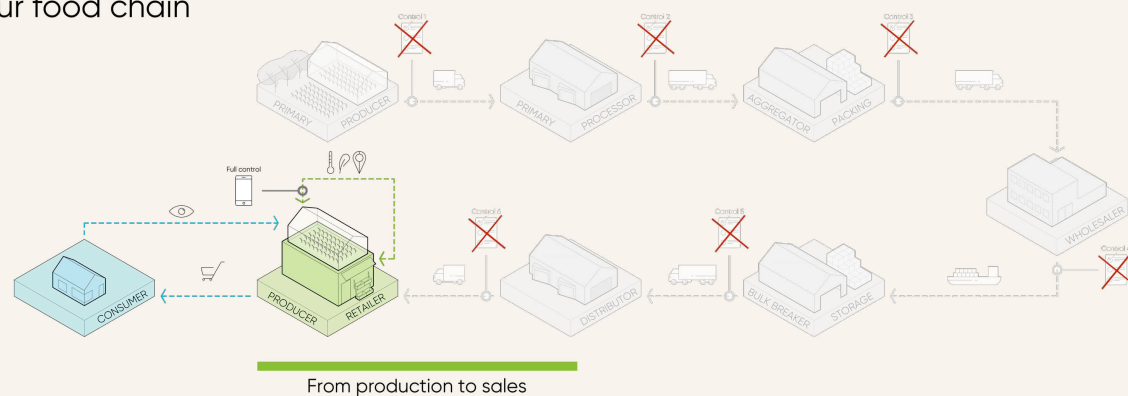 ur food chain
Control 1
Control 2
Control 3
PRIMARY PRODUCER
PRIMARY PROCESSOR
AGGREGATOR PACKING
Full control
WHOLESALER
Control 6
Control 5
Control
CONSUMER
PRODUCER RETAILER
DISTRIBUTOR
BULK BREAKER STORAGE
From production to sales